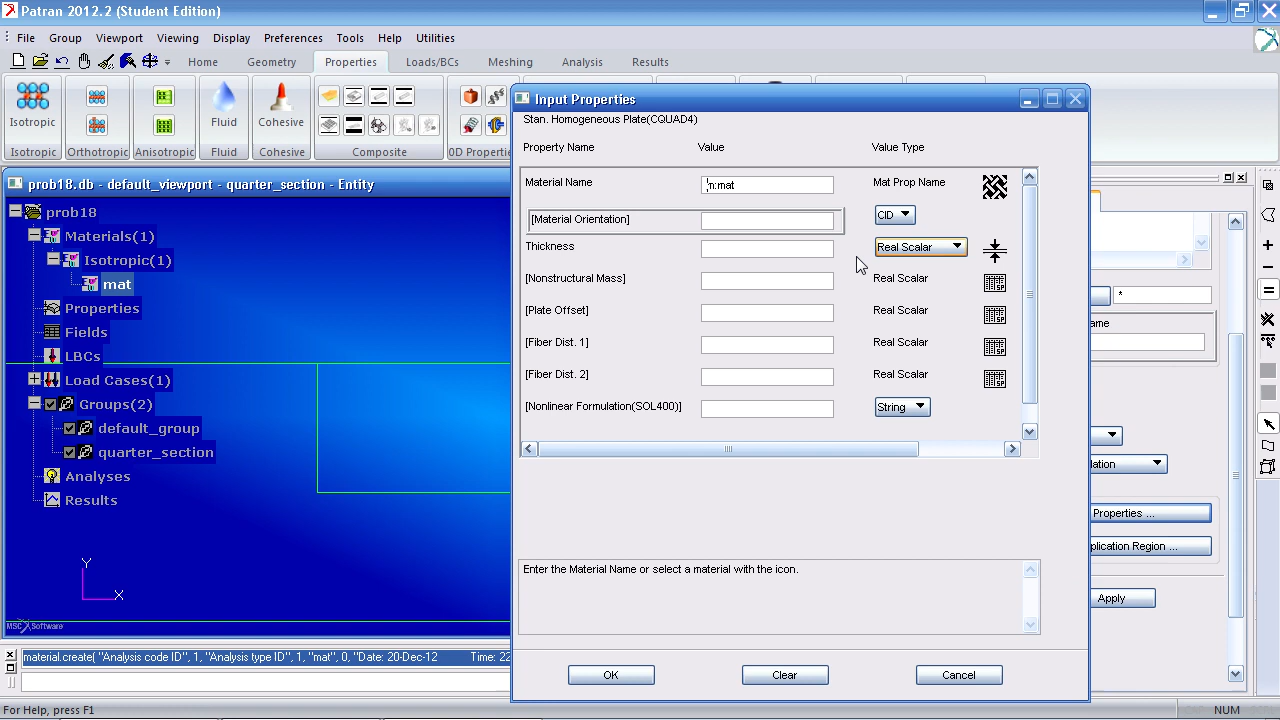 Patran 2012.2 (Student Edition)
File Group Viewport Viewing Display Preferences Tools Help Utilities
Home Geometry Properties Loads/BCs Meshing Analysis Results
Isotropic Fluid Cohesive
Isotropic Orthotropic Anisotropic Fluid Cohesive Composite 0D Properti
prob18.db - default_viewport - quarter_section - Entity
prob18
Materials(1)
Isotropic(1)
mat
Properties
Fields
LBCs
Load Cases(1)
Groups(2)
default_group
quarter_section
Analyses
Results
Y
X
MSC Software
Input Properties
Stan. Homogeneous Plate(CQUAD4)
Property Name Value Value Type
Material Name m:mat Mat Prop Name
[Material Orientation] CID
Thickness Real Scalar
[Nonstructural Mass] Real Scalar
[Plate Offset] Real Scalar
[Fiber Dist. 1] Real Scalar
[Fiber Dist. 2] Real Scalar
[Nonlinear Formulation(SOL400)] String
Enter the Material Name or select a material with the icon.
OK Clear Cancel
*
ame
lation
Properties ...
plication Region ...
Apply
material.create( "Analysis code ID", 1, "Analysis type ID", 1, "mat", 0, "Date: 20-Dec-12 Time: 22
For Help, press F1
NUM